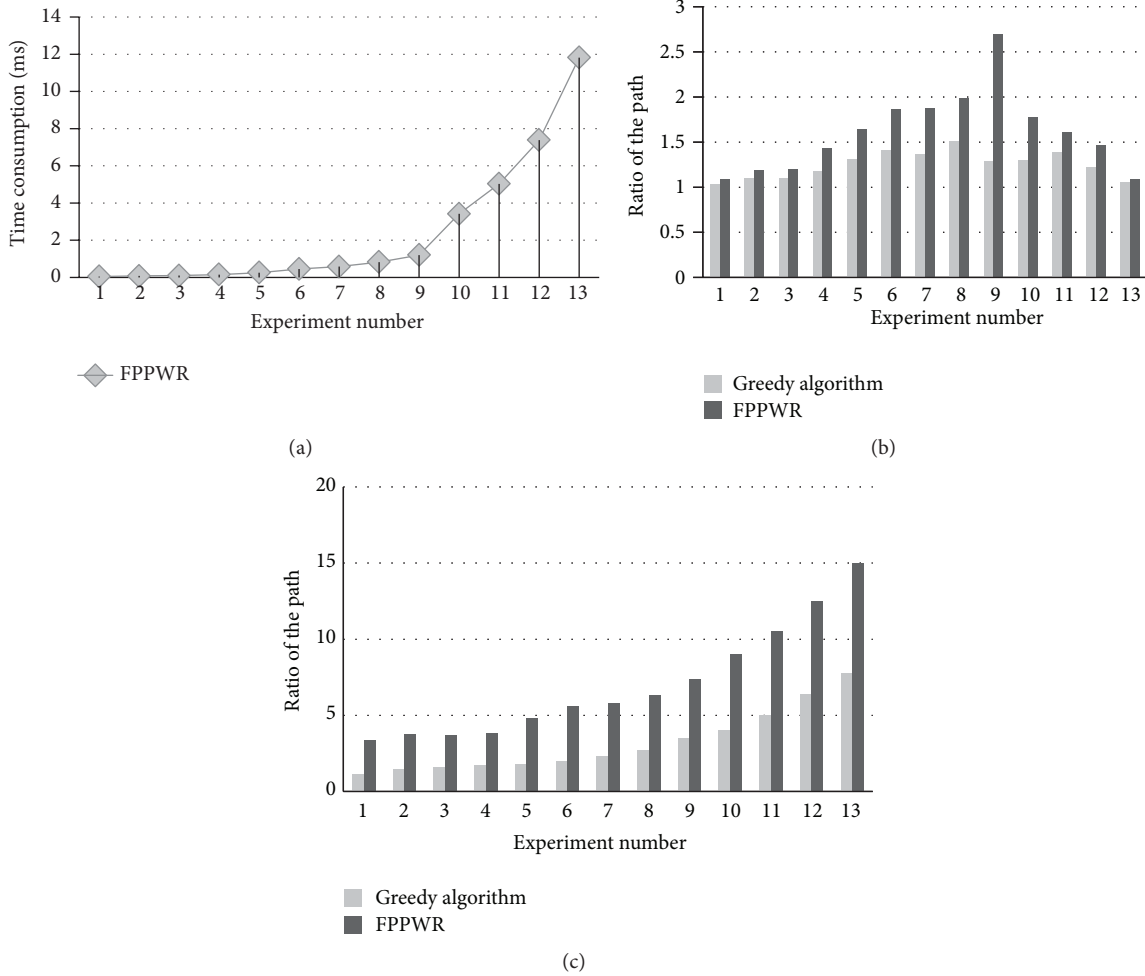 14
12
10
8
6
4
2
0
Time consumption (ms)
1 2 3 4 5 6 7 8 9 10 11 12 13
Experiment number
FPPWR
(a)
3
2.5
2
1.5
1
0.5
0
Ratio of the path
1 2 3 4 5 6 7 8 9 10 11 12 13
Experiment number
Greedy algorithm
FPPWR
(b)
20
15
10
5
0
Ratio of the path
1 2 3 4 5 6 7 8 9 10 11 12 13
Experiment number
Greedy algorithm
FPPWR
(c)